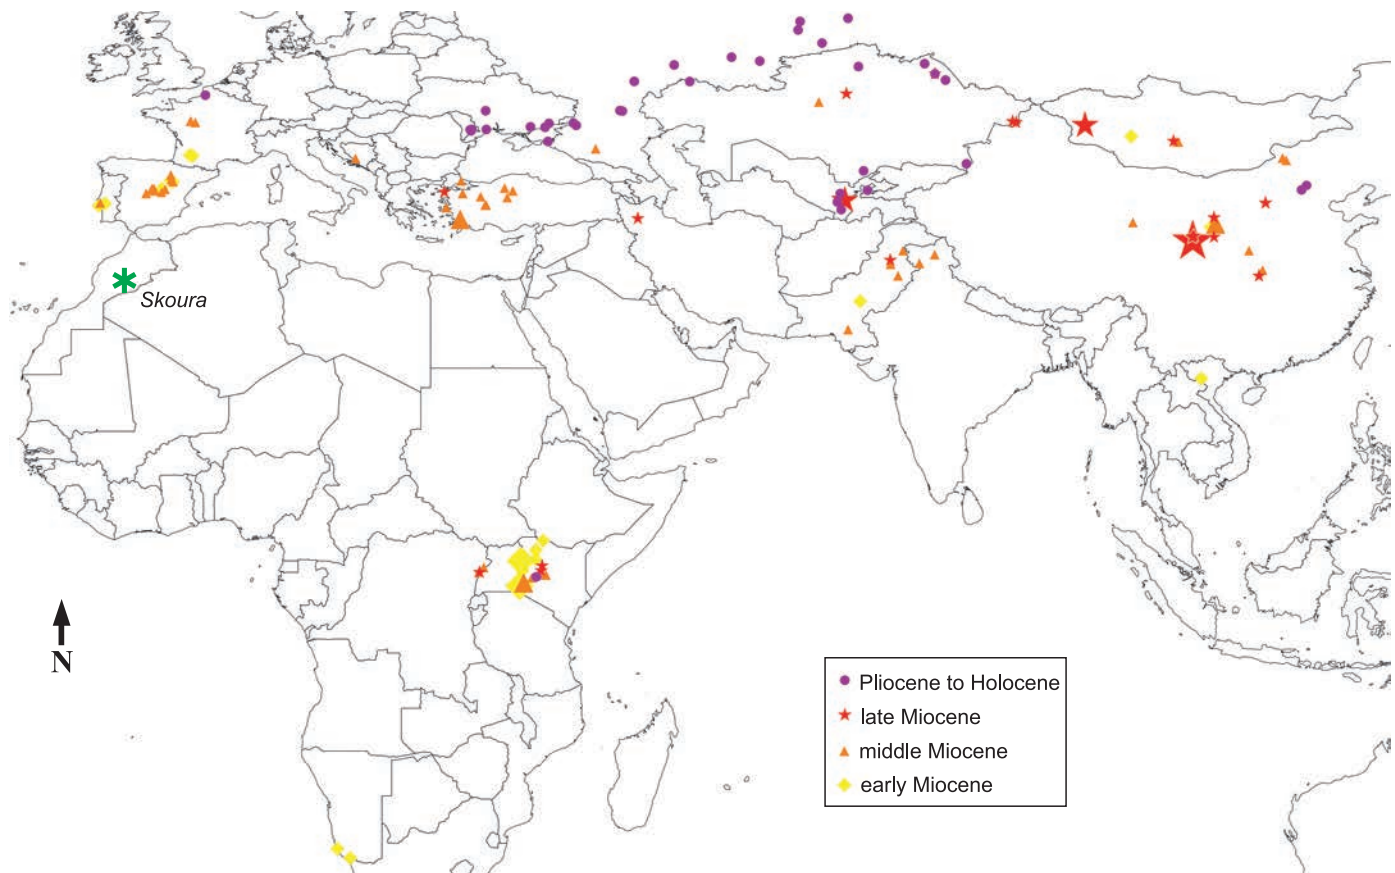 Skoura
N
Pliocene to Holocene
late Miocene
middle Miocene
early Miocene